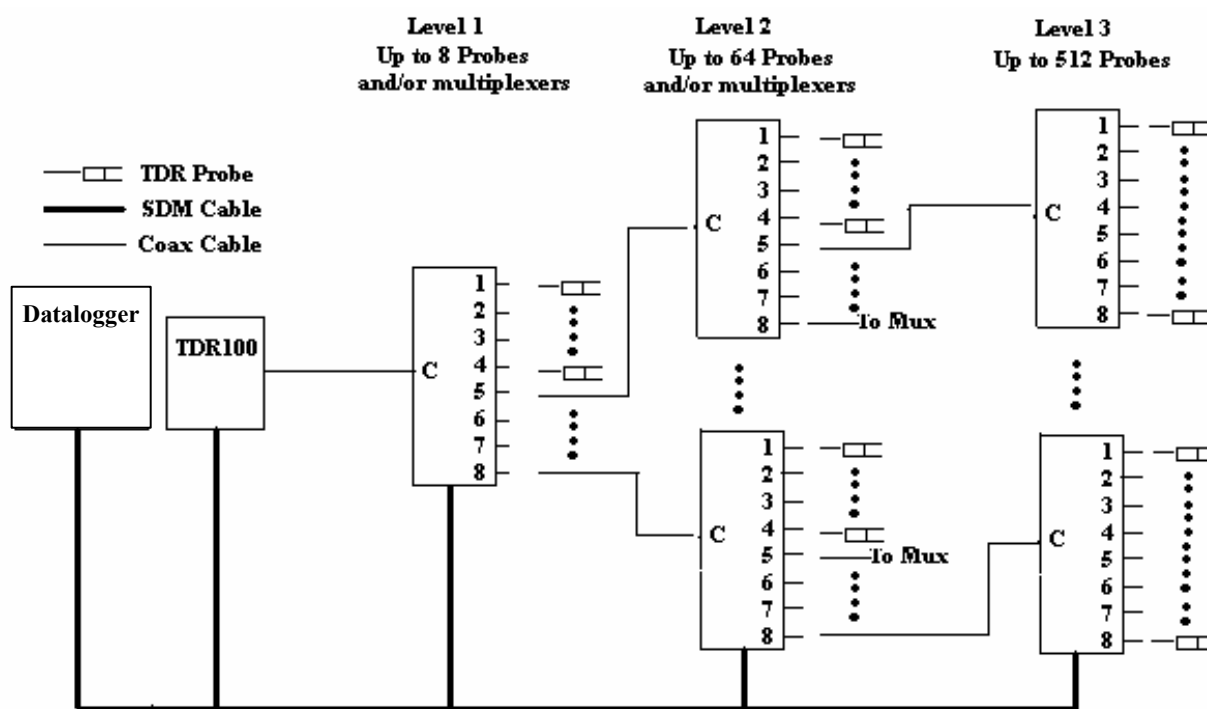 Level 1
Up to 8 Probes
and/or multiplexers
Level 2
Up to 64 Probes
and/or multiplexers
Level 3
Up to 512 Probes
TDR Probe
SDM Cable
Coax Cable
Datalogger
TDR100
C
1
2
3
4
5
6
7
8
C
1
2
3
4
5
6
7
8
To Mux
C
1
2
3
4
5
6
7
8
To Mux
C
1
2
3
4
5
6
7
8
C
1
2
3
4
5
6
7
8